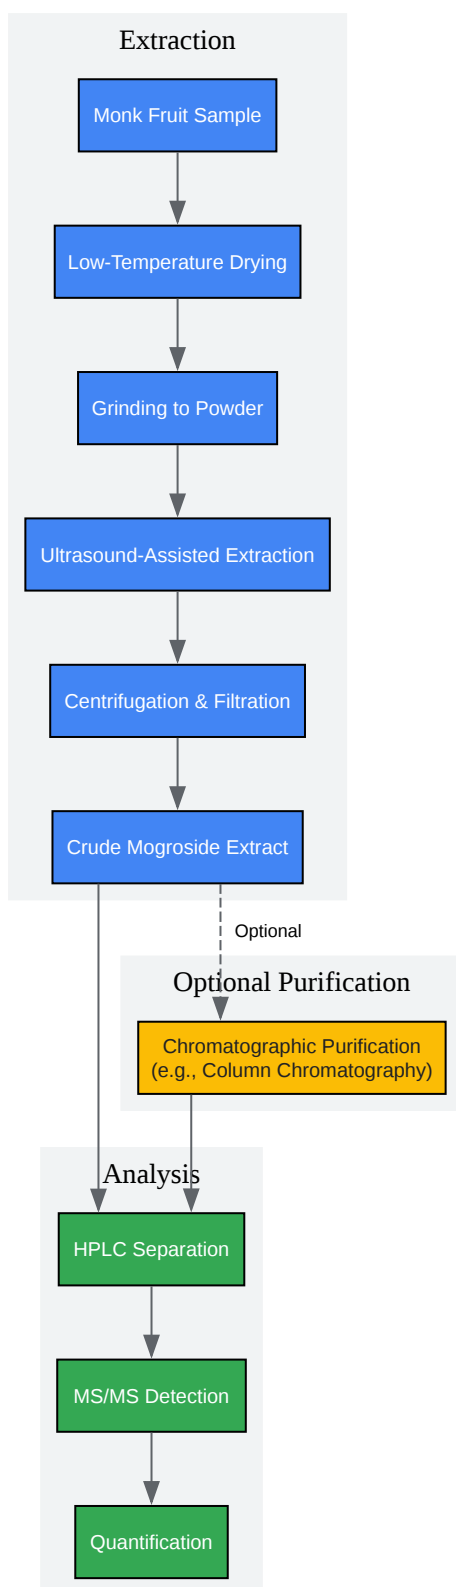 Extraction
Monk Fruit Sample
Low-Temperature Drying
Grinding to Powder
Ultrasound-Assisted Extraction
Centrifugation & Filtration
Crude Mogroside Extract
Optional
Optional Purification
Chromatographic Purification
(e.g., Column Chromatography)
Analysis
HPLC Separation
MS/MS Detection
Quantification